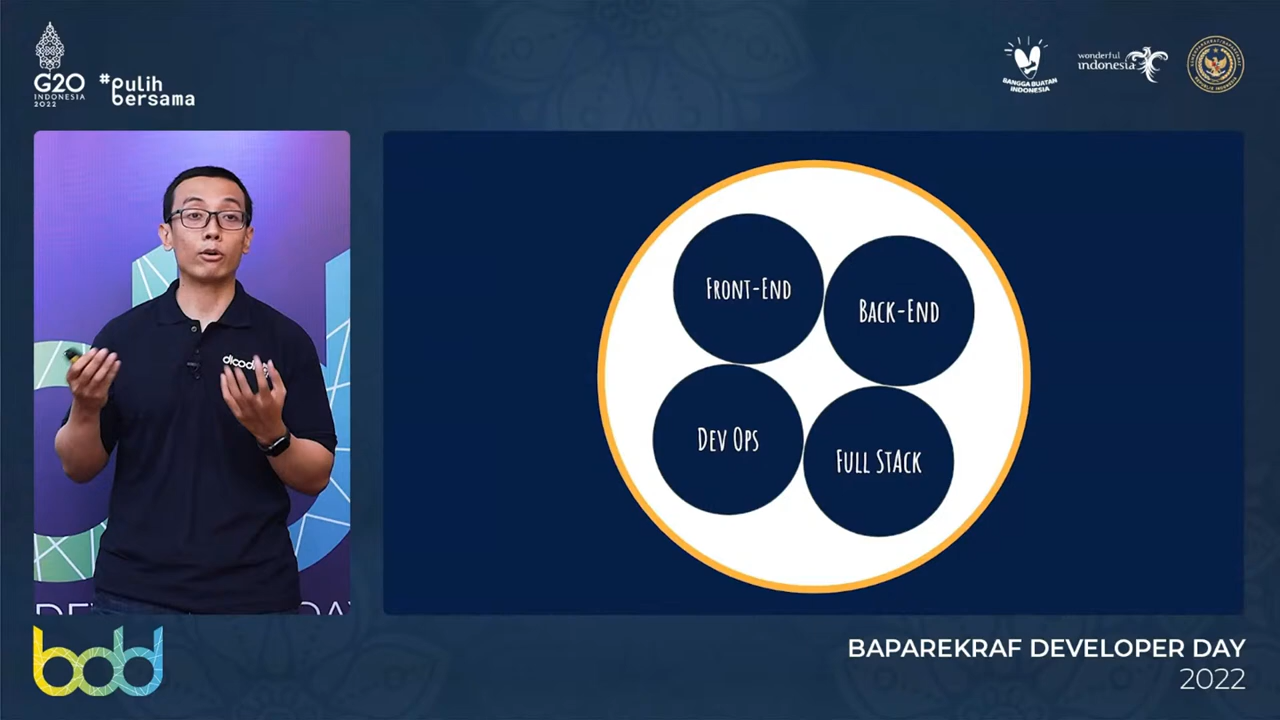 G20
INDONESIA
2022
#pulih
bersama
BANGGA BUATAN
INDONESIA
wonderful
indonesia
FRONT-END
BACK-END
DEV OPS
FULL STACK
bdd
BAPAREKRAF DEVELOPER DAY
2022